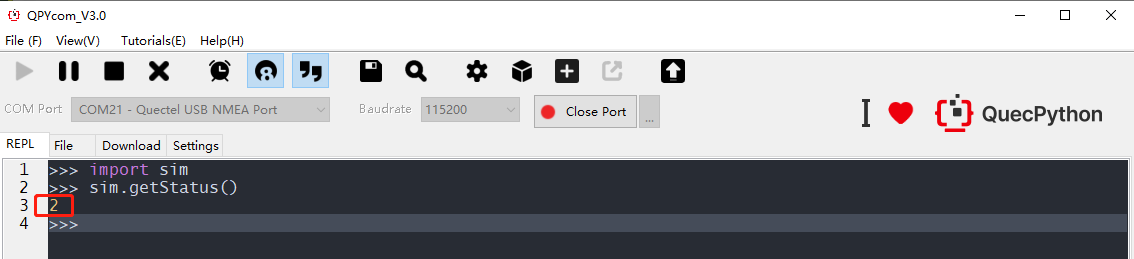 QPYcom_V3.0
File (F) View(V) Tutorials(E) Help(H)
COM Port COM21 - Quectel USB NMEA Port Baudrate 115200 Close Port ... I QuecPython
REPL File Download Settings
1 >>> import sim
2 >>> sim.getStatus()
3 2
4 >>>